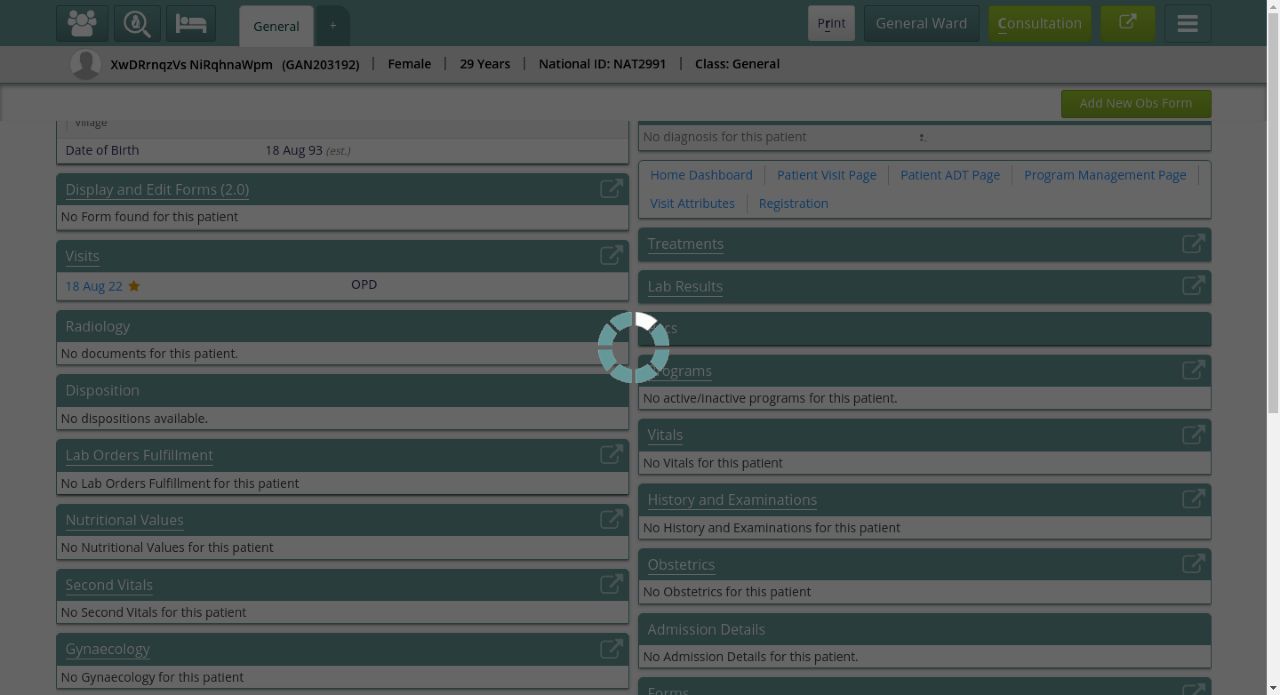 General
+
Print
General Ward
Consultation
XwDRrnqzVs NiRqhnaWpm (GAN203192) | Female | 29 Years | National ID: NAT2991 | Class: General
Add New Obs Form
Village
Date of Birth 18 Aug 93 (est.)
Display and Edit Forms (2.0)
No Form found for this patient
Visits
18 Aug 22 OPD
Radiology
No documents for this patient.
Disposition
No dispositions available.
Lab Orders Fulfillment
No Lab Orders Fulfillment for this patient
Nutritional Values
No Nutritional Values for this patient
Second Vitals
No Second Vitals for this patient
Gynaecology
No Gynaecology for this patient
No diagnosis for this patient
Home Dashboard | Patient Visit Page | Patient ADT Page | Program Management Page |
Visit Attributes | Registration
Treatments
Lab Results
Programs
No active/inactive programs for this patient.
Vitals
No Vitals for this patient
History and Examinations
No History and Examinations for this patient
Obstetrics
No Obstetrics for this patient
Admission Details
No Admission Details for this patient.
Forms